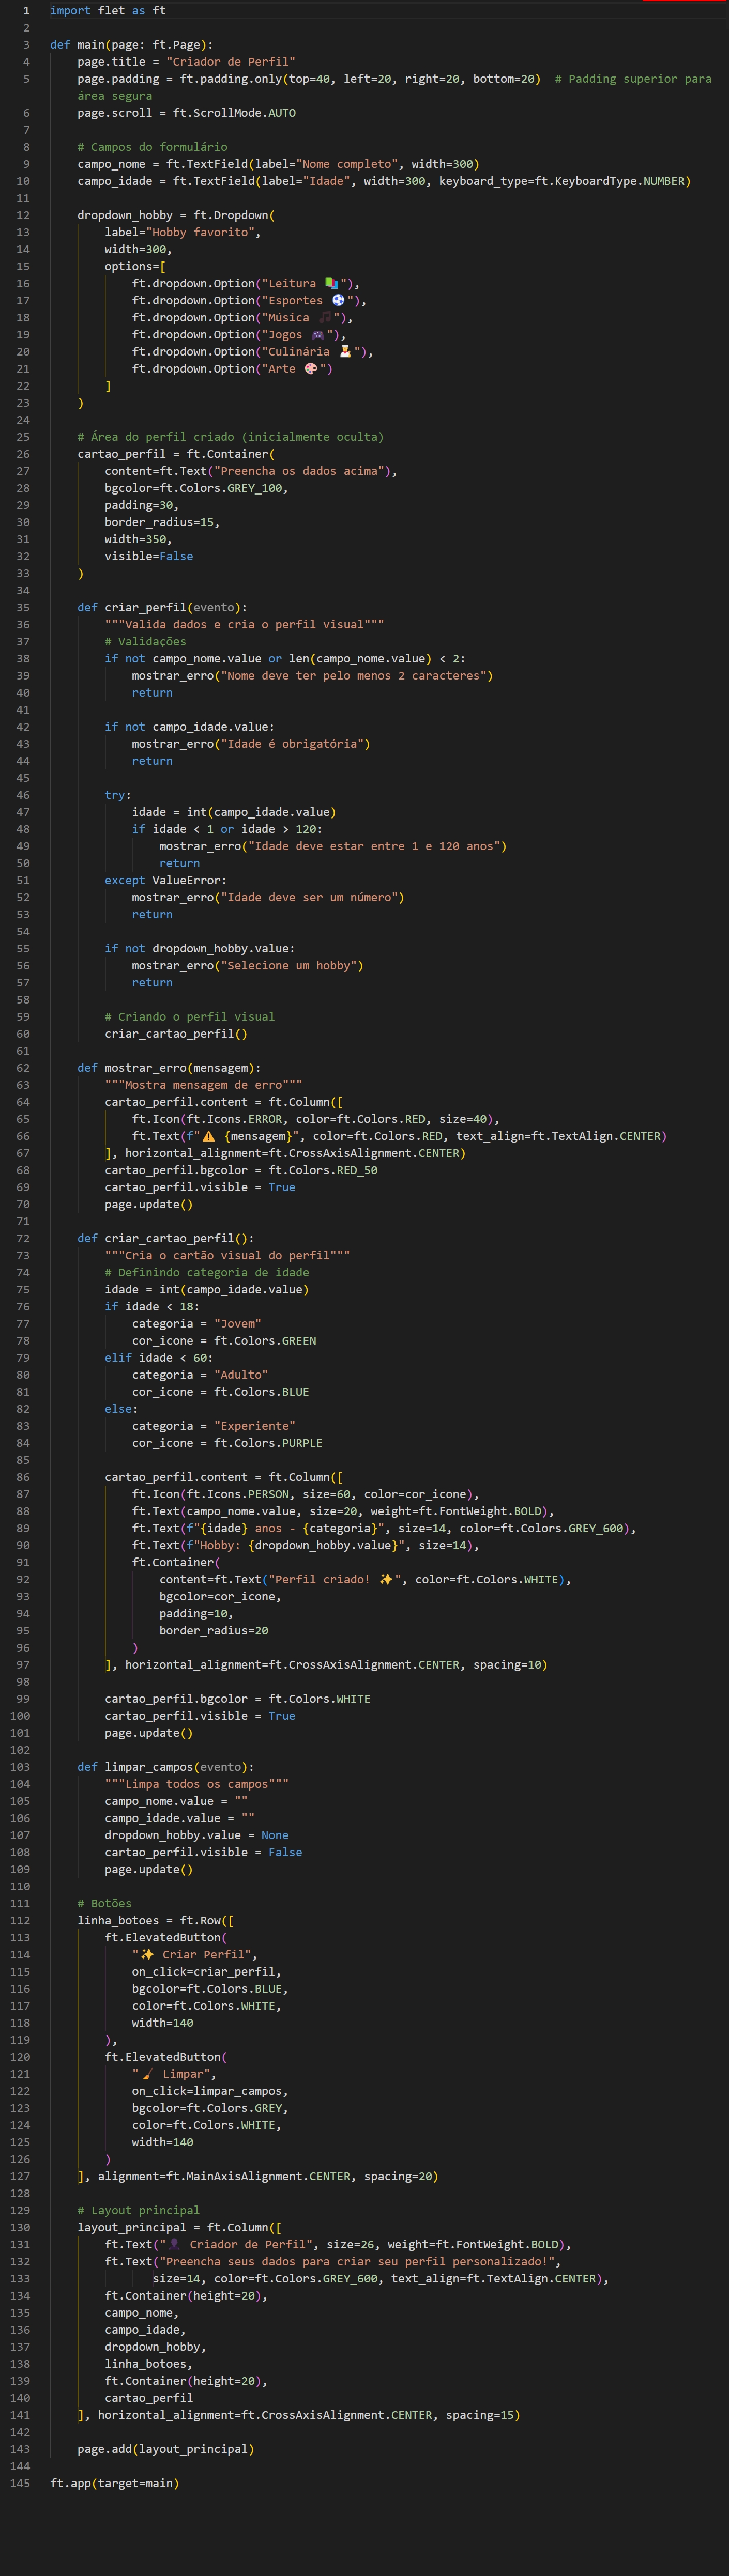 1 import flet as ft
2
3 def main(page: ft.Page):
4     page.title = "Criador de Perfil"
5     page.padding = ft.padding.only(top=40, left=20, right=20, bottom=20)  # Padding superior para
    área segura
6     page.scroll = ft.ScrollMode.AUTO
7
8     # Campos do formulário
9     campo_nome = ft.TextField(label="Nome completo", width=300)
10     campo_idade = ft.TextField(label="Idade", width=300, keyboard_type=ft.KeyboardType.NUMBER)
11
12     dropdown_hobby = ft.Dropdown(
13         label="Hobby favorito",
14         width=300,
15         options=[
16             ft.dropdown.Option("Leitura 📚"),
17             ft.dropdown.Option("Esportes ⚽"),
18             ft.dropdown.Option("Música 🎵"),
19             ft.dropdown.Option("Jogos 🎮"),
20             ft.dropdown.Option("Culinária 👨‍🍳"),
21             ft.dropdown.Option("Arte 🎨")
22         ]
23     )
24
25     # Área do perfil criado (inicialmente oculta)
26     cartao_perfil = ft.Container(
27         content=ft.Text("Preencha os dados acima"),
28         bgcolor=ft.Colors.GREY_100,
29         padding=30,
30         border_radius=15,
31         width=350,
32         visible=False
33     )
34
35     def criar_perfil(evento):
36         """Valida dados e cria o perfil visual"""
37         # Validações
38         if not campo_nome.value or len(campo_nome.value) < 2:
39             mostrar_erro("Nome deve ter pelo menos 2 caracteres")
40             return
41
42         if not campo_idade.value:
43             mostrar_erro("Idade é obrigatória")
44             return
45
46         try:
47             idade = int(campo_idade.value)
48             if idade < 1 or idade > 120:
49                 mostrar_erro("Idade deve estar entre 1 e 120 anos")
50                 return
51         except ValueError:
52             mostrar_erro("Idade deve ser um número")
53             return
54
55         if not dropdown_hobby.value:
56             mostrar_erro("Selecione um hobby")
57             return
58
59         # Criando o perfil visual
60         criar_cartao_perfil()
61
62     def mostrar_erro(mensagem):
63         """Mostra mensagem de erro"""
64         cartao_perfil.content = ft.Column([
65             ft.Icon(ft.Icons.ERROR, color=ft.Colors.RED, size=40),
66             ft.Text(f"⚠️ {mensagem}", color=ft.Colors.RED, text_align=ft.TextAlign.CENTER)
67         ], horizontal_alignment=ft.CrossAxisAlignment.CENTER)
68         cartao_perfil.bgcolor = ft.Colors.RED_50
69         cartao_perfil.visible = True
70         page.update()
71
72     def criar_cartao_perfil():
73         """Cria o cartão visual do perfil"""
74         # Definindo categoria de idade
75         idade = int(campo_idade.value)
76         if idade < 18:
77             categoria = "Jovem"
78             cor_icone = ft.Colors.GREEN
79         elif idade < 60:
80             categoria = "Adulto"
81             cor_icone = ft.Colors.BLUE
82         else:
83             categoria = "Experiente"
84             cor_icone = ft.Colors.PURPLE
85
86         cartao_perfil.content = ft.Column([
87             ft.Icon(ft.Icons.PERSON, size=60, color=cor_icone),
88             ft.Text(campo_nome.value, size=20, weight=ft.FontWeight.BOLD),
89             ft.Text(f"{idade} anos - {categoria}", size=14, color=ft.Colors.GREY_600),
90             ft.Text(f"Hobby: {dropdown_hobby.value}", size=14),
91             ft.Container(
92                 content=ft.Text("Perfil criado! ✨", color=ft.Colors.WHITE),
93                 bgcolor=cor_icone,
94                 padding=10,
95                 border_radius=20
96             )
97         ], horizontal_alignment=ft.CrossAxisAlignment.CENTER, spacing=10)
98
99         cartao_perfil.bgcolor = ft.Colors.WHITE
100         cartao_perfil.visible = True
101         page.update()
102
103     def limpar_campos(evento):
104         """Limpa todos os campos"""
105         campo_nome.value = ""
106         campo_idade.value = ""
107         dropdown_hobby.value = None
108         cartao_perfil.visible = False
109         page.update()
110
111     # Botões
112     linha_botoes = ft.Row([
113         ft.ElevatedButton(
114             "✨ Criar Perfil",
115             on_click=criar_perfil,
116             bgcolor=ft.Colors.BLUE,
117             color=ft.Colors.WHITE,
118             width=140
119         ),
120         ft.ElevatedButton(
121             "🧹 Limpar",
122             on_click=limpar_campos,
123             bgcolor=ft.Colors.GREY,
124             color=ft.Colors.WHITE,
125             width=140
126         )
127     ], alignment=ft.MainAxisAlignment.CENTER, spacing=20)
128
129     # Layout principal
130     layout_principal = ft.Column([
131         ft.Text("👤 Criador de Perfil", size=26, weight=ft.FontWeight.BOLD),
132         ft.Text("Preencha seus dados para criar seu perfil personalizado!",
133                size=14, color=ft.Colors.GREY_600, text_align=ft.TextAlign.CENTER),
134         ft.Container(height=20),
135         campo_nome,
136         campo_idade,
137         dropdown_hobby,
138         linha_botoes,
139         ft.Container(height=20),
140         cartao_perfil
141     ], horizontal_alignment=ft.CrossAxisAlignment.CENTER, spacing=15)
142
143     page.add(layout_principal)
144
145 ft.app(target=main)